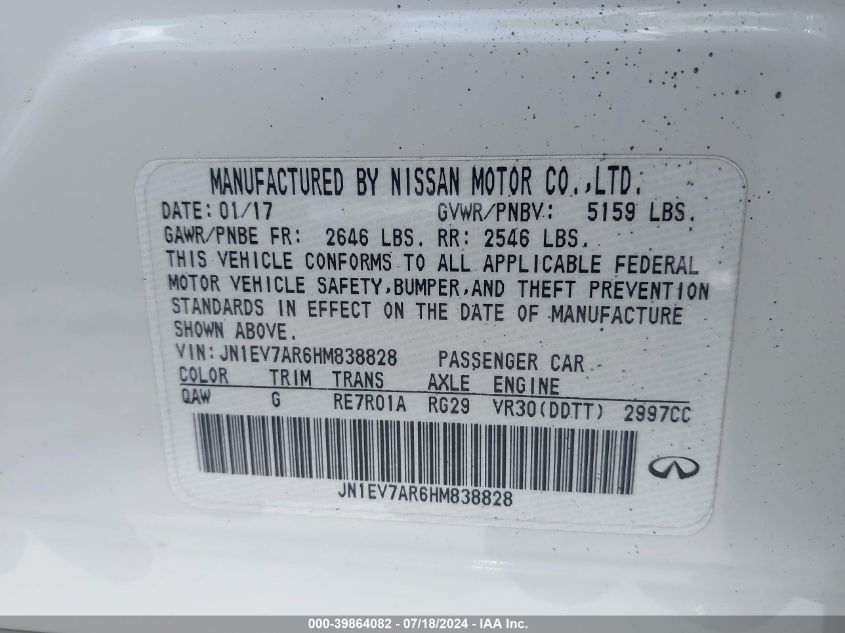 MANUFACTURED BY NISSAN MOTOR CO.,LTD.
DATE: 01/17 GVWR/PNBV: 5159 LBS.
GAWR/PNBE FR: 2646 LBS. RR: 2546 LBS.
THIS VEHICLE CONFORMS TO ALL APPLICABLE FEDERAL
MOTOR VEHICLE SAFETY,BUMPER,AND THEFT PREVENTION
STANDARDS IN EFFECT ON THE DATE OF MANUFACTURE
SHOWN ABOVE.
VIN: JN1EV7AR6HM838828 PASSENGER CAR
COLOR TRIM TRANS AXLE ENGINE
QAW G RE7R01A RG29 VR30(DDTT) 2997CC
JN1EV7AR6HM838828
000-39864082 - 07/18/2024 - IAA Inc.